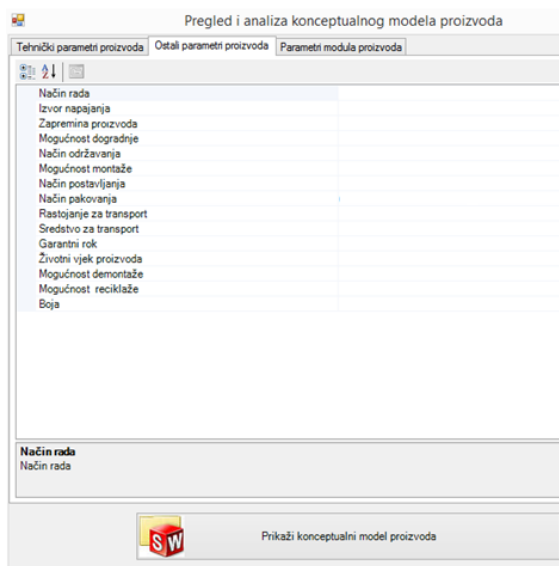 Pregled i analiza konceptualnog modela proizvoda
Tehnički parametri proizvoda Ostali parametri proizvoda Parametri modula proizvoda
Način rada
Izvor napajanja
Zapremina proizvoda
Mogućnost dogradnje
Način održavanja
Mogućnost montaže
Način postavljanja
Način pakovanja
Rastojanje za transport
Sredstvo za transport
Garantni rok
Životni vjek proizvoda
Mogućnost demontaže
Mogućnost  reciklaže
Boja
Način rada
Način rada
SW Prikaži konceptualni model proizvoda